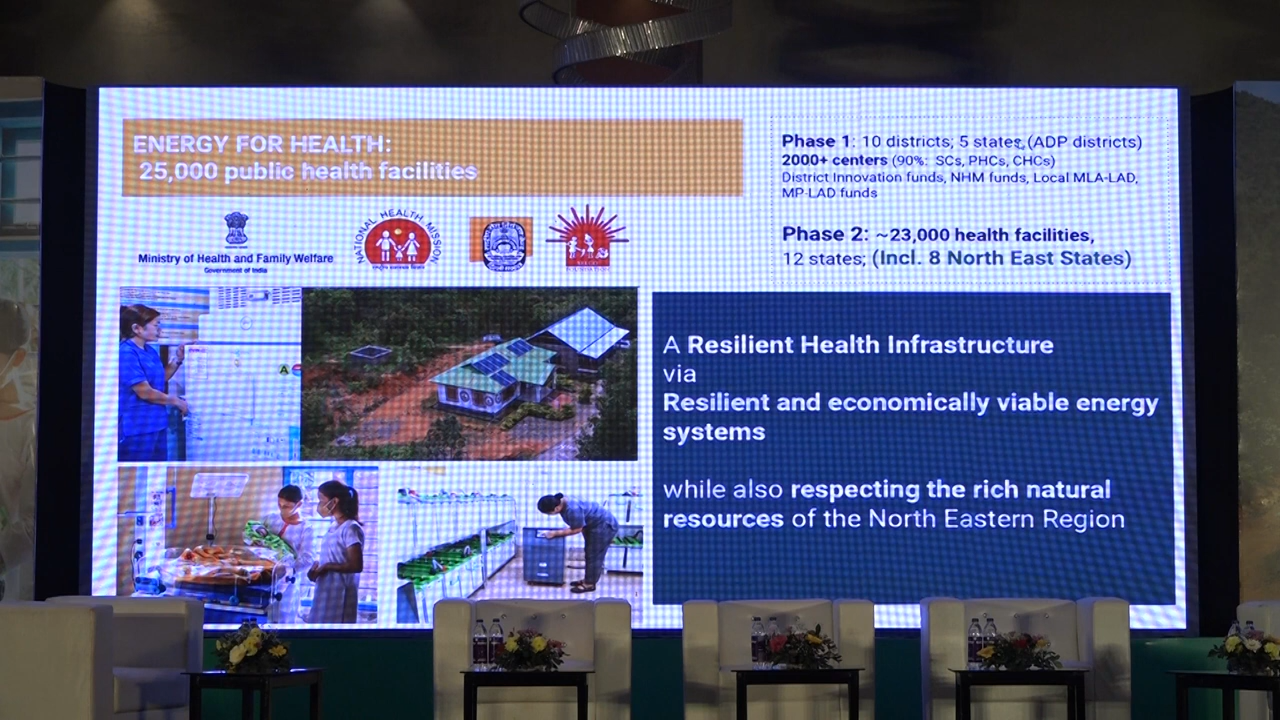 ENERGY FOR HEALTH:
25,000 public health facilities
Ministry of Health and Family Welfare
Government of India
NATIONAL HEALTH MISSION
FOUNDATION
Phase 1: 10 districts; 5 states, (ADP districts)
2000+ centers (90%: SCs, PHCs, CHCs)
District Innovation funds, NHM funds, Local MLA-LAD,
MP-LAD funds
Phase 2: ~23,000 health facilities,
12 states; (Incl. 8 North East States)
A
A Resilient Health Infrastructure
via
Resilient and economically viable energy
systems
while also respecting the rich natural
resources of the North Eastern Region